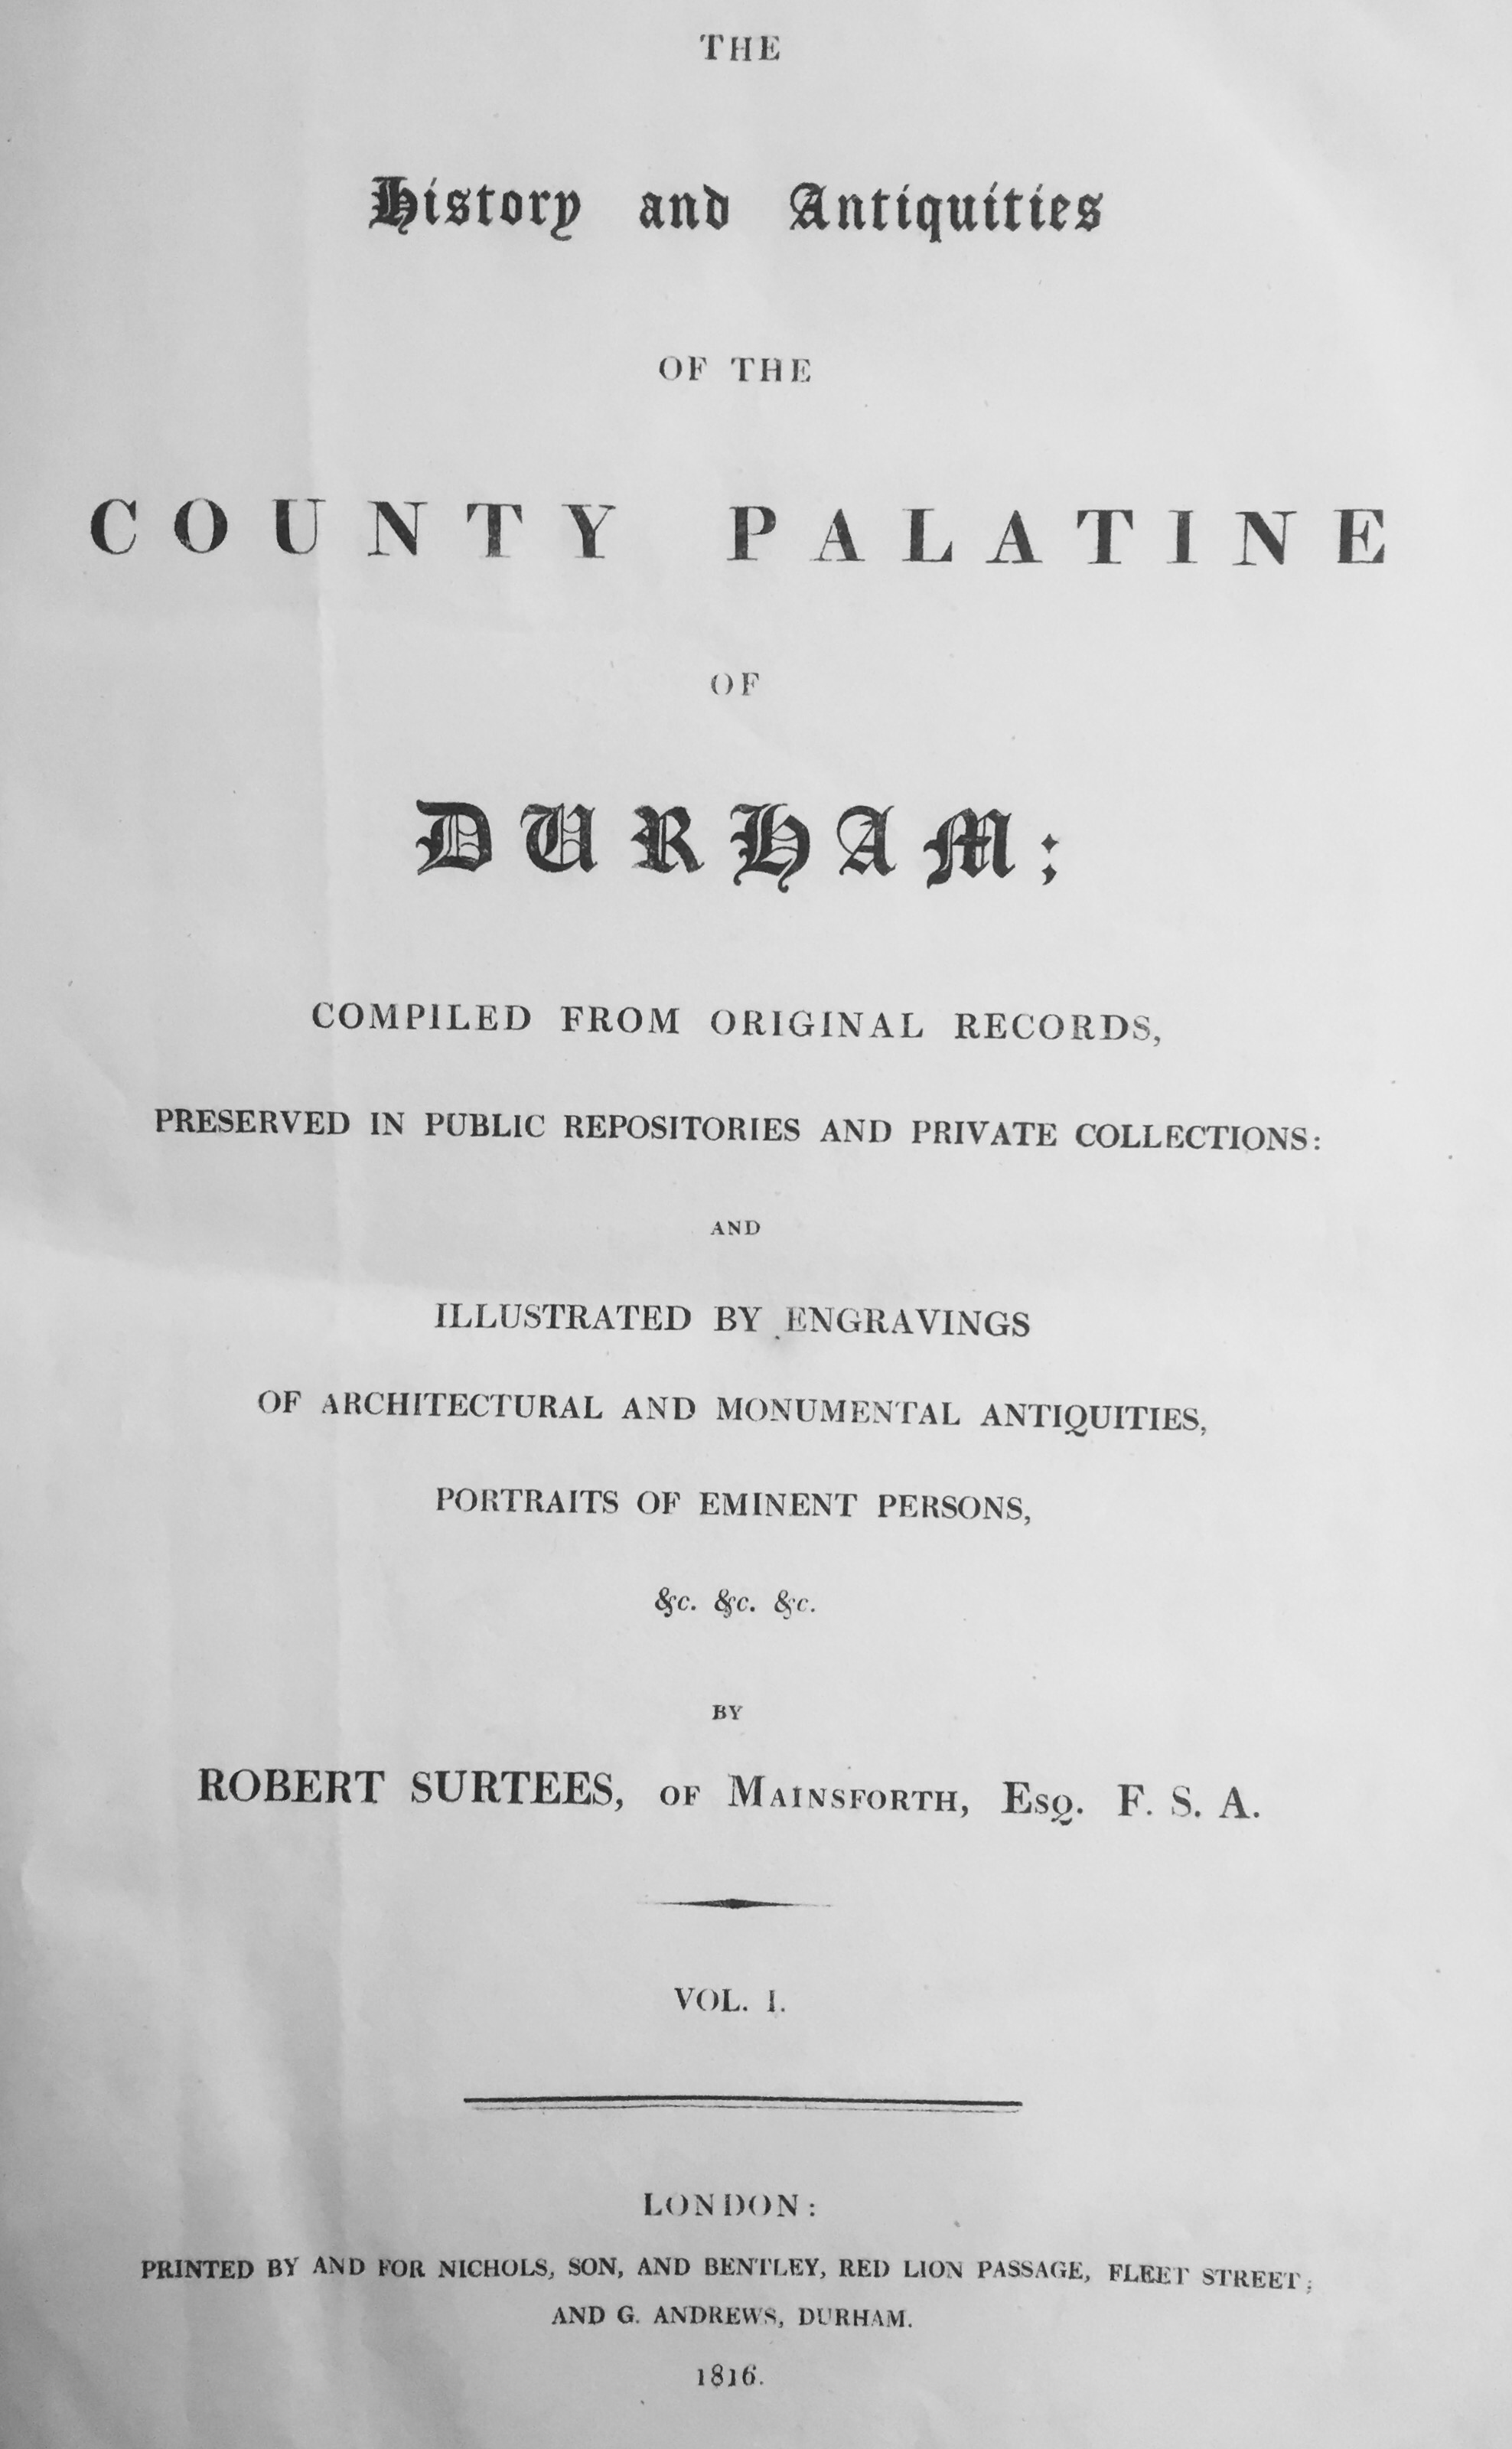 THE
History and Antiquities
OF THE
COUNTY PALATINE
OF
DURHAM;
COMPILED FROM ORIGINAL RECORDS,
PRESERVED IN PUBLIC REPOSITORIES AND PRIVATE COLLECTIONS:
AND
ILLUSTRATED BY ENGRAVINGS
OF ARCHITECTURAL AND MONUMENTAL ANTIQUITIES,
PORTRAITS OF EMINENT PERSONS,
&c. &c. &c.
BY
ROBERT SURTEES, OF MAINSFORTH, ESQ. F. S. A.
VOL. I.
LONDON:
PRINTED BY AND FOR NICHOLS, SON, AND BENTLEY, RED LION PASSAGE, FLEET STREET;
AND G. ANDREWS, DURHAM.
1816.